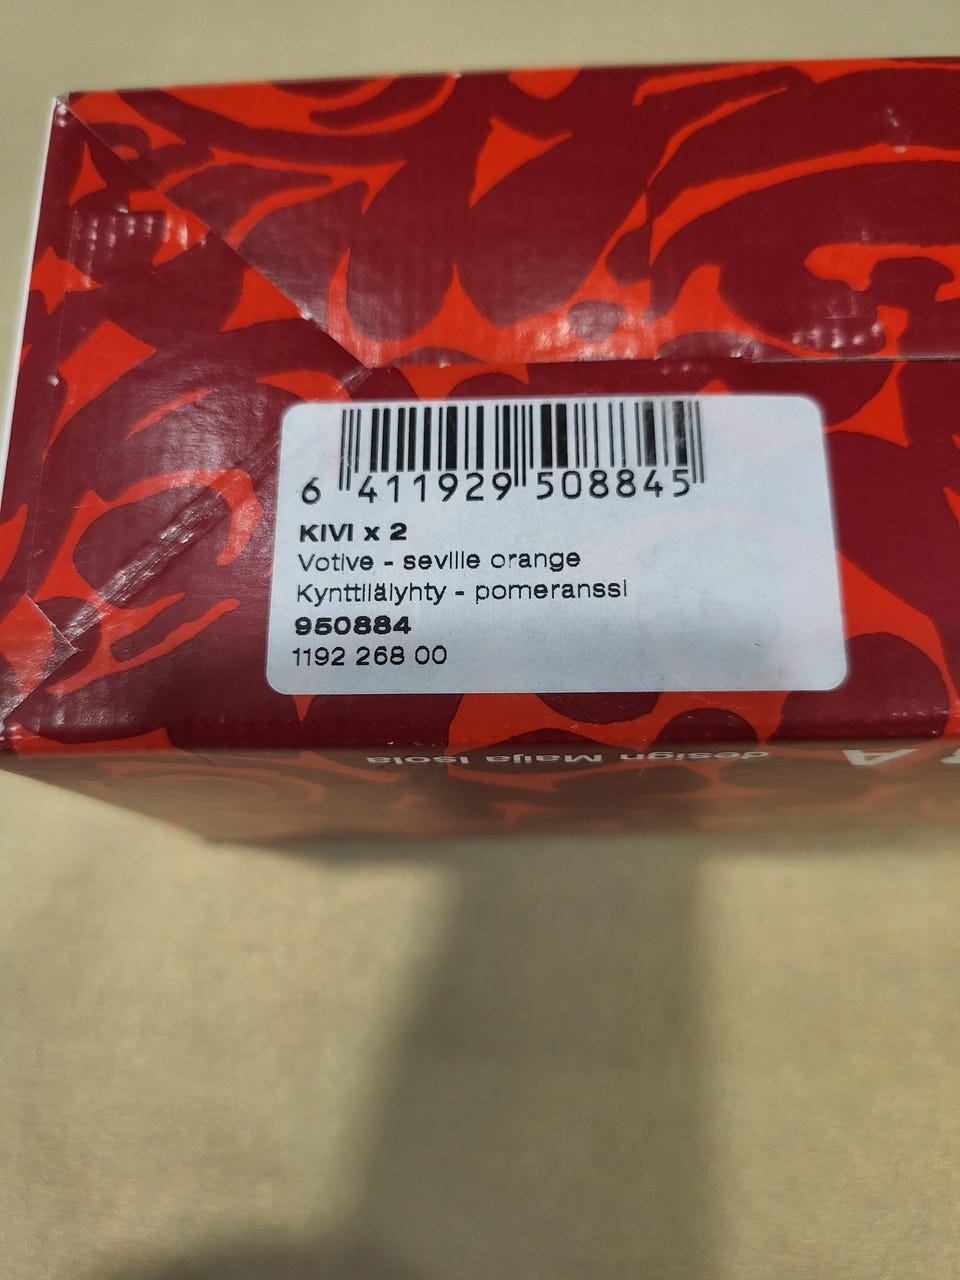 6 411929 508845
KIVI x 2
Votive - seville orange
Kynttilälyhty - pomeranssi
950884
1192 268 00
design Maija Isola